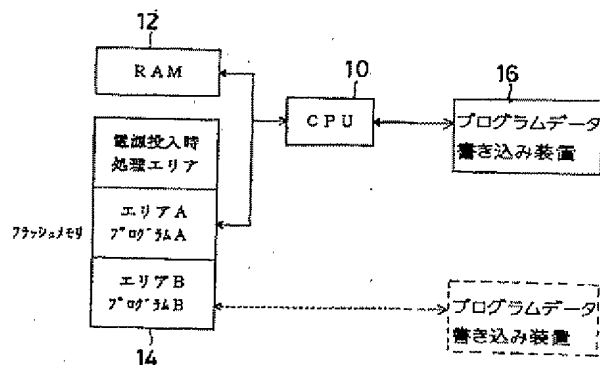 12
RAM
10
CPU
16
プログラムデータ
書き込み装置
電源投入時
処理エリア
エリアA
プログラムA
フラッシュメモリ
エリアB
プログラムB
14
プログラムデータ
書き込み装置